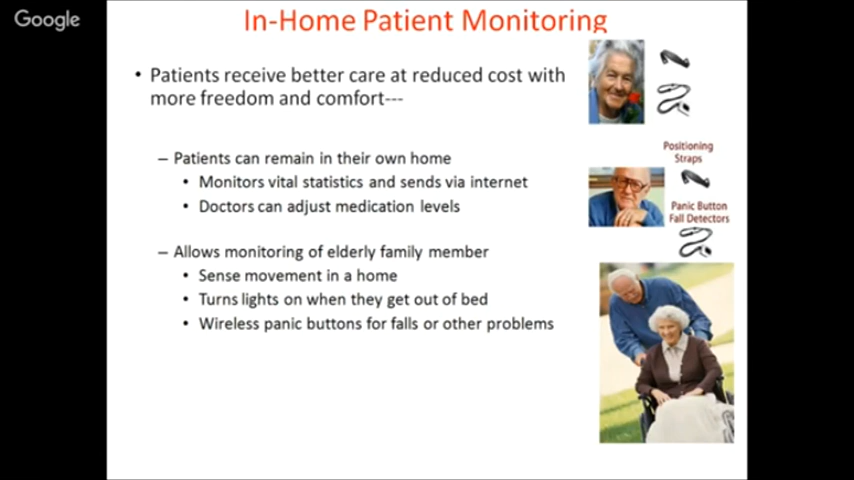 Google
In-Home Patient Monitoring
• Patients receive better care at reduced cost with
more freedom and comfort---
– Patients can remain in their own home
• Monitors vital statistics and sends via internet
• Doctors can adjust medication levels
– Allows monitoring of elderly family member
• Sense movement in a home
• Turns lights on when they get out of bed
• Wireless panic buttons for falls or other problems
Positioning
Straps
Panic Button
Fall Detectors